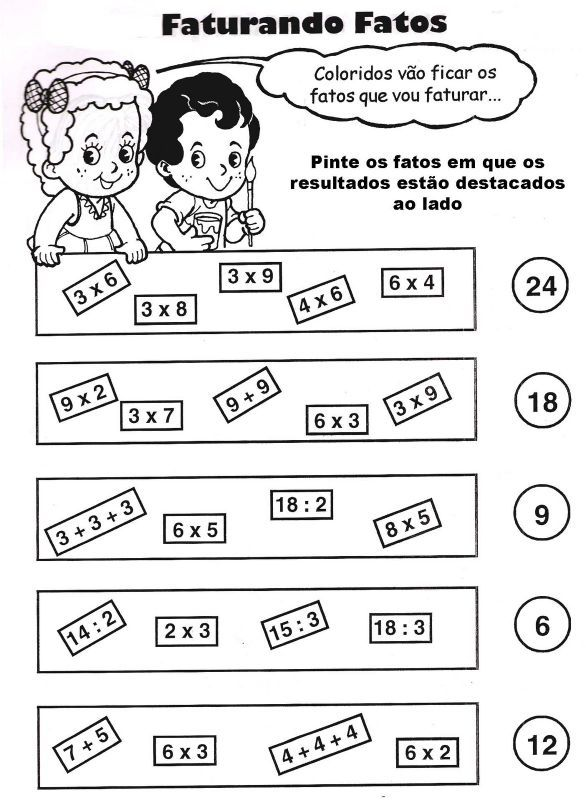 Faturando Fatos
Coloridos vão ficar os
fatos que vou faturar...
Pinte os fatos em que os
resultados estão destacados
ao lado
3 x 6
3 x 8
3 x 9
4 x 6
6 x 4
24
9 x 2
3 x 7
9 + 9
6 x 3
3 x 9
18
3 + 3 + 3
6 x 5
18 : 2
8 x 5
9
14 : 2
2 x 3
15 : 3
18 : 3
6
7 + 5
6 x 3
4 + 4 + 4
6 x 2
12